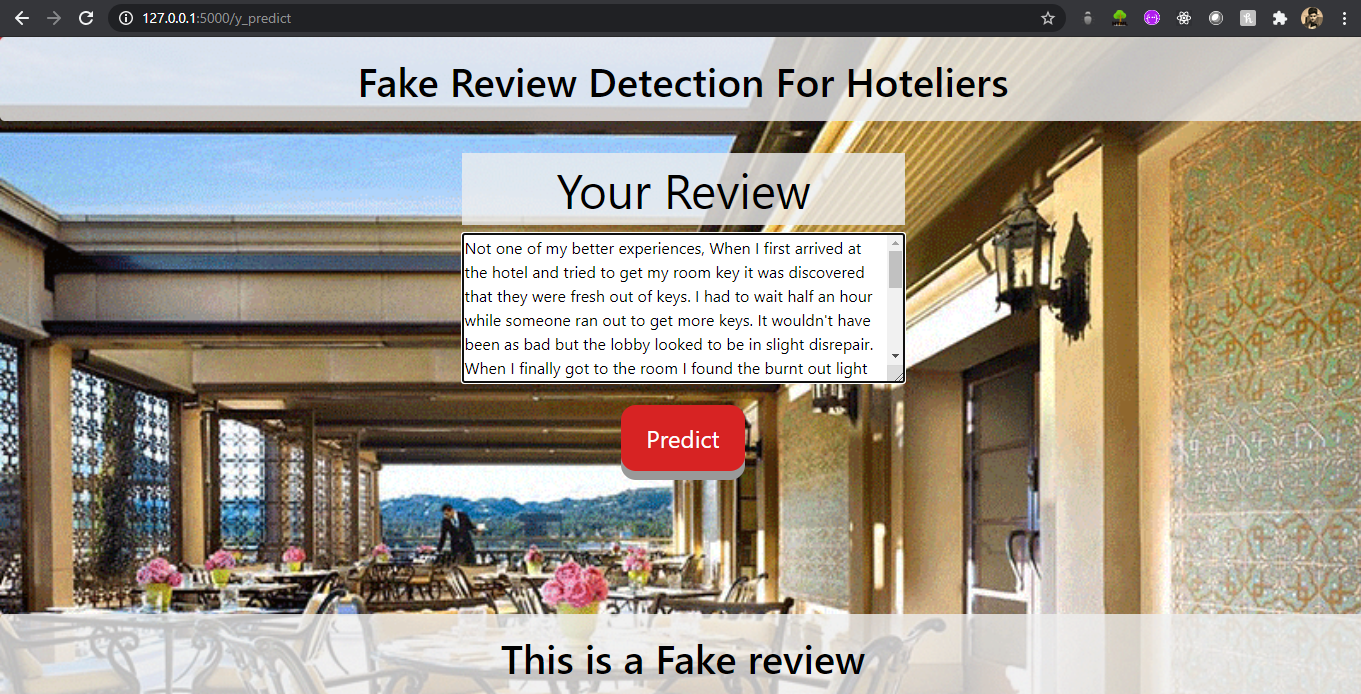 127.0.0.1:5000/y_predict
Fake Review Detection For Hoteliers
Your Review
Not one of my better experiences, When I first arrived at
the hotel and tried to get my room key it was discovered
that they were fresh out of keys. I had to wait half an hour
while someone ran out to get more keys. It wouldn't have
been as bad but the lobby looked to be in slight disrepair.
When I finally got to the room I found the burnt out light
Predict
This is a Fake review